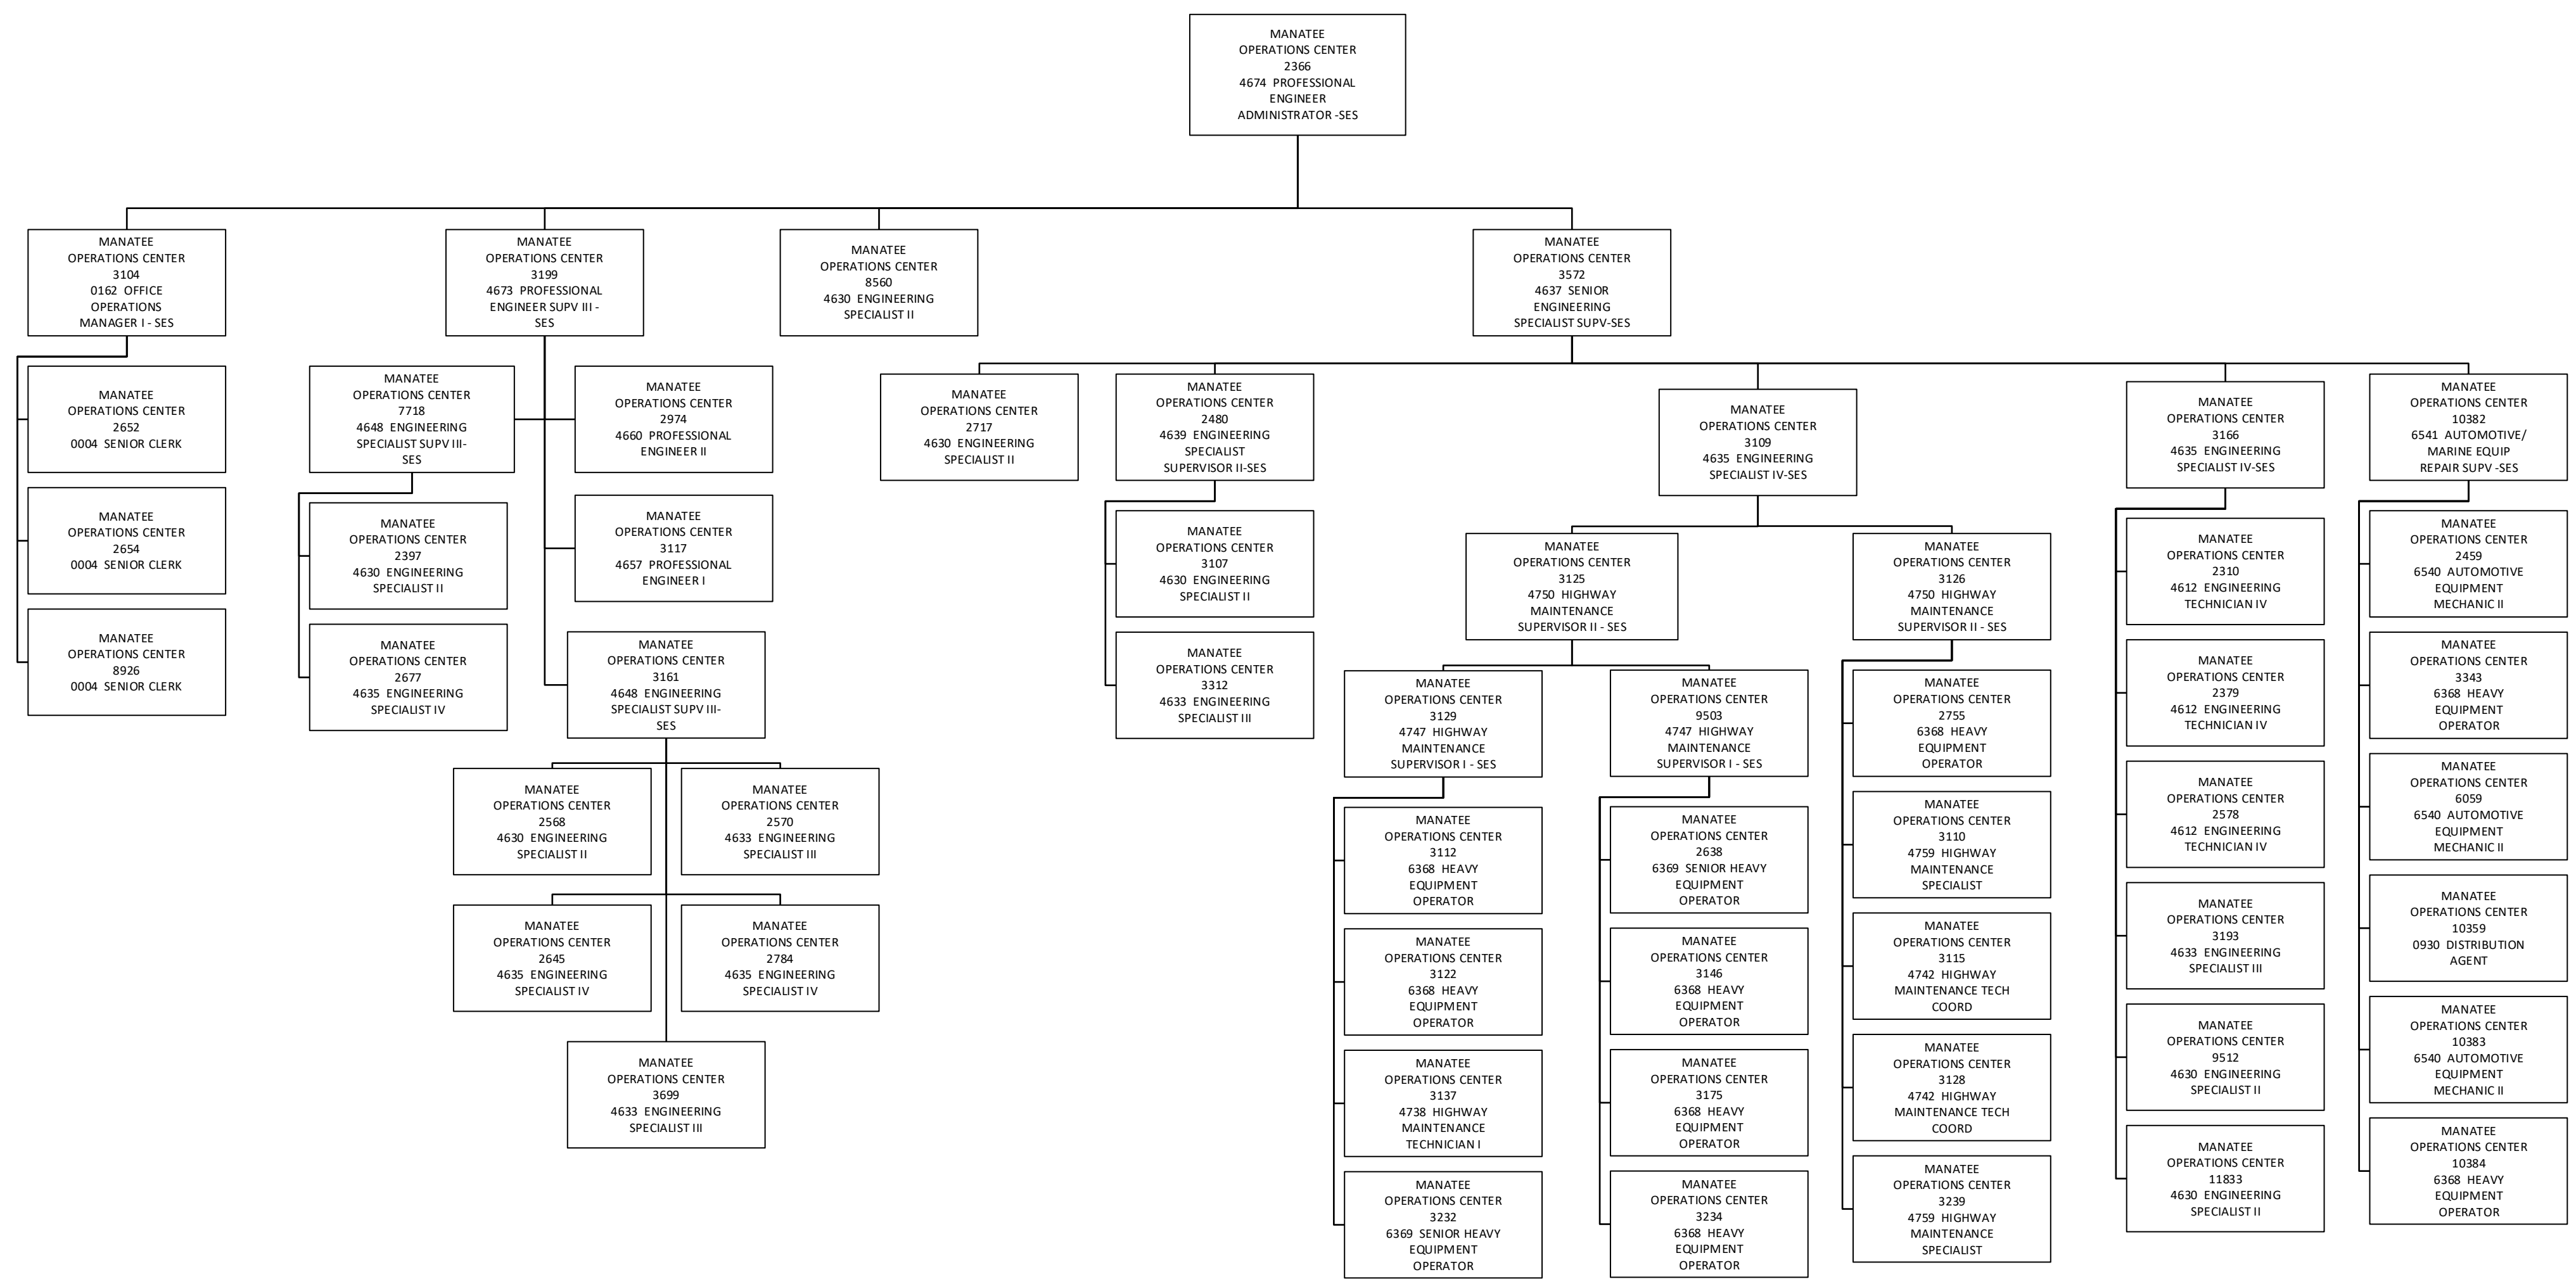 MANATEE
OPERATIONS CENTER
2366
4674 PROFESSIONAL
ENGINEER
ADMINISTRATOR -SES
MANATEE
OPERATIONS CENTER
3104
0162 OFFICE
OPERATIONS
MANAGER I - SES
MANATEE
OPERATIONS CENTER
3199
4673 PROFESSIONAL
ENGINEER SUPV III -
SES
MANATEE
OPERATIONS CENTER
8560
4630 ENGINEERING
SPECIALIST II
MANATEE
OPERATIONS CENTER
3572
4637 SENIOR
ENGINEERING
SPECIALIST SUPV-SES
MANATEE
OPERATIONS CENTER
2652
0004 SENIOR CLERK
MANATEE
OPERATIONS CENTER
2654
0004 SENIOR CLERK
MANATEE
OPERATIONS CENTER
8926
0004 SENIOR CLERK
MANATEE
OPERATIONS CENTER
7718
4648 ENGINEERING
SPECIALIST SUPV III-
SES
MANATEE
OPERATIONS CENTER
2974
4660 PROFESSIONAL
ENGINEER II
MANATEE
OPERATIONS CENTER
2397
4630 ENGINEERING
SPECIALIST II
MANATEE
OPERATIONS CENTER
2677
4635 ENGINEERING
SPECIALIST IV
MANATEE
OPERATIONS CENTER
3117
4657 PROFESSIONAL
ENGINEER I
MANATEE
OPERATIONS CENTER
3161
4648 ENGINEERING
SPECIALIST SUPV III-
SES
MANATEE
OPERATIONS CENTER
2568
4630 ENGINEERING
SPECIALIST II
MANATEE
OPERATIONS CENTER
2570
4633 ENGINEERING
SPECIALIST III
MANATEE
OPERATIONS CENTER
2645
4635 ENGINEERING
SPECIALIST IV
MANATEE
OPERATIONS CENTER
2784
4635 ENGINEERING
SPECIALIST IV
MANATEE
OPERATIONS CENTER
3699
4633 ENGINEERING
SPECIALIST III
MANATEE
OPERATIONS CENTER
2717
4630 ENGINEERING
SPECIALIST II
MANATEE
OPERATIONS CENTER
2480
4639 ENGINEERING
SPECIALIST
SUPERVISOR II-SES
MANATEE
OPERATIONS CENTER
3107
4630 ENGINEERING
SPECIALIST II
MANATEE
OPERATIONS CENTER
3312
4633 ENGINEERING
SPECIALIST III
MANATEE
OPERATIONS CENTER
3109
4635 ENGINEERING
SPECIALIST IV-SES
MANATEE
OPERATIONS CENTER
3125
4750 HIGHWAY
MAINTENANCE
SUPERVISOR II - SES
MANATEE
OPERATIONS CENTER
3126
4750 HIGHWAY
MAINTENANCE
SUPERVISOR II - SES
MANATEE
OPERATIONS CENTER
3129
4747 HIGHWAY
MAINTENANCE
SUPERVISOR I - SES
MANATEE
OPERATIONS CENTER
3112
6368 HEAVY
EQUIPMENT
OPERATOR
MANATEE
OPERATIONS CENTER
3122
6368 HEAVY
EQUIPMENT
OPERATOR
MANATEE
OPERATIONS CENTER
3137
4738 HIGHWAY
MAINTENANCE
TECHNICIAN I
MANATEE
OPERATIONS CENTER
3232
6369 SENIOR HEAVY
EQUIPMENT
OPERATOR
MANATEE
OPERATIONS CENTER
9503
4747 HIGHWAY
MAINTENANCE
SUPERVISOR I - SES
MANATEE
OPERATIONS CENTER
2638
6369 SENIOR HEAVY
EQUIPMENT
OPERATOR
MANATEE
OPERATIONS CENTER
3146
6368 HEAVY
EQUIPMENT
OPERATOR
MANATEE
OPERATIONS CENTER
3175
6368 HEAVY
EQUIPMENT
OPERATOR
MANATEE
OPERATIONS CENTER
3234
6368 HEAVY
EQUIPMENT
OPERATOR
MANATEE
OPERATIONS CENTER
2755
6368 HEAVY
EQUIPMENT
OPERATOR
MANATEE
OPERATIONS CENTER
3110
4759 HIGHWAY
MAINTENANCE
SPECIALIST
MANATEE
OPERATIONS CENTER
3115
4742 HIGHWAY
MAINTENANCE TECH
COORD
MANATEE
OPERATIONS CENTER
3128
4742 HIGHWAY
MAINTENANCE TECH
COORD
MANATEE
OPERATIONS CENTER
3239
4759 HIGHWAY
MAINTENANCE
SPECIALIST
MANATEE
OPERATIONS CENTER
3166
4635 ENGINEERING
SPECIALIST IV-SES
MANATEE
OPERATIONS CENTER
2310
4612 ENGINEERING
TECHNICIAN IV
MANATEE
OPERATIONS CENTER
2379
4612 ENGINEERING
TECHNICIAN IV
MANATEE
OPERATIONS CENTER
2578
4612 ENGINEERING
TECHNICIAN IV
MANATEE
OPERATIONS CENTER
3193
4633 ENGINEERING
SPECIALIST III
MANATEE
OPERATIONS CENTER
9512
4630 ENGINEERING
SPECIALIST II
MANATEE
OPERATIONS CENTER
11833
4630 ENGINEERING
SPECIALIST II
MANATEE
OPERATIONS CENTER
10382
6541 AUTOMOTIVE/
MARINE EQUIP
REPAIR SUPV -SES
MANATEE
OPERATIONS CENTER
2459
6540 AUTOMOTIVE
EQUIPMENT
MECHANIC II
MANATEE
OPERATIONS CENTER
3343
6368 HEAVY
EQUIPMENT
OPERATOR
MANATEE
OPERATIONS CENTER
6059
6540 AUTOMOTIVE
EQUIPMENT
MECHANIC II
MANATEE
OPERATIONS CENTER
10359
0930 DISTRIBUTION
AGENT
MANATEE
OPERATIONS CENTER
10383
6540 AUTOMOTIVE
EQUIPMENT
MECHANIC II
MANATEE
OPERATIONS CENTER
10384
6368 HEAVY
EQUIPMENT
OPERATOR